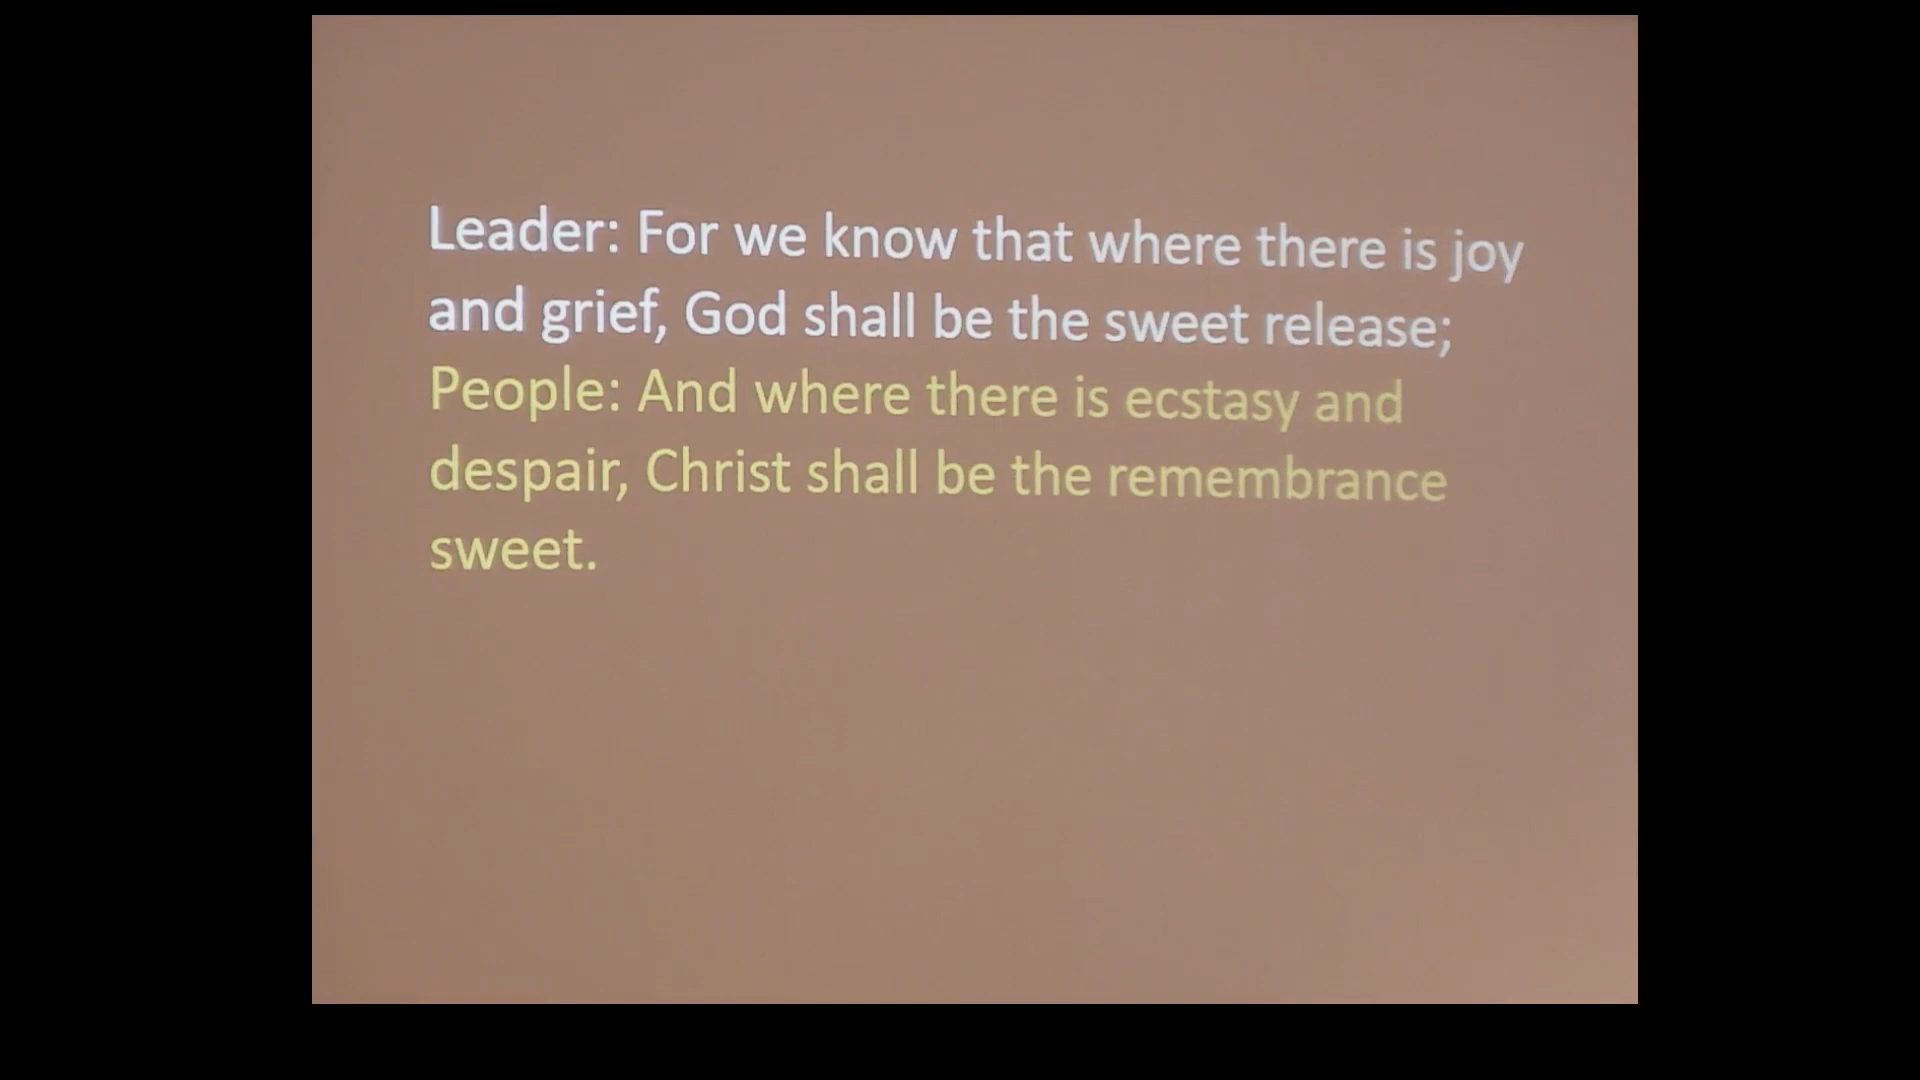 Leader: For we know that where there is joy
and grief, God shall be the sweet release;
People: And where there is ecstasy and
despair, Christ shall be the remembrance
sweet.